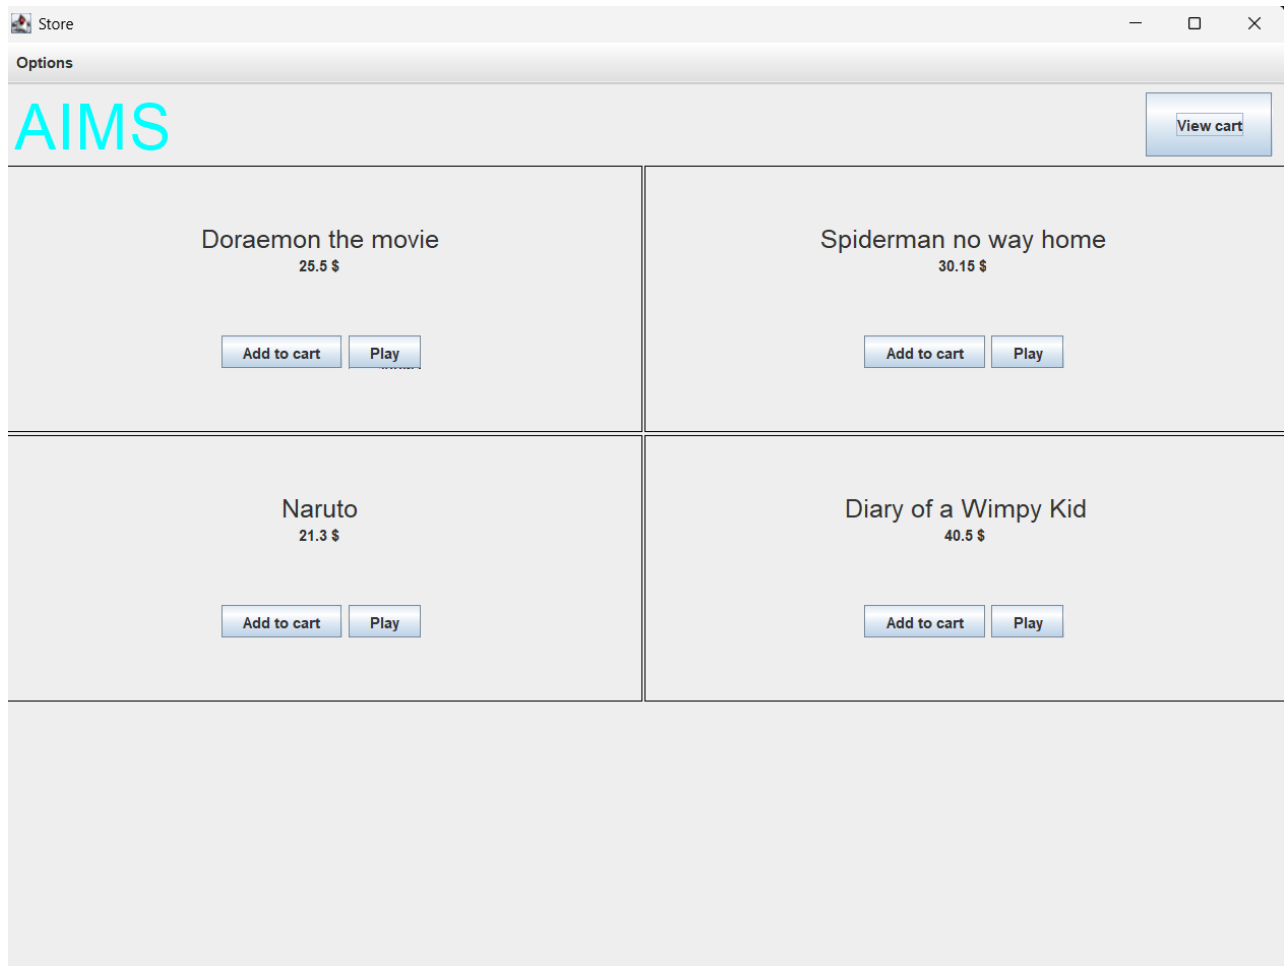 Store
Options
AIMS
View cart
Doraemon the movie
25.5 $
Add to cart Play
Spiderman no way home
30.15 $
Add to cart Play
Naruto
21.3 $
Add to cart Play
Diary of a Wimpy Kid
40.5 $
Add to cart Play